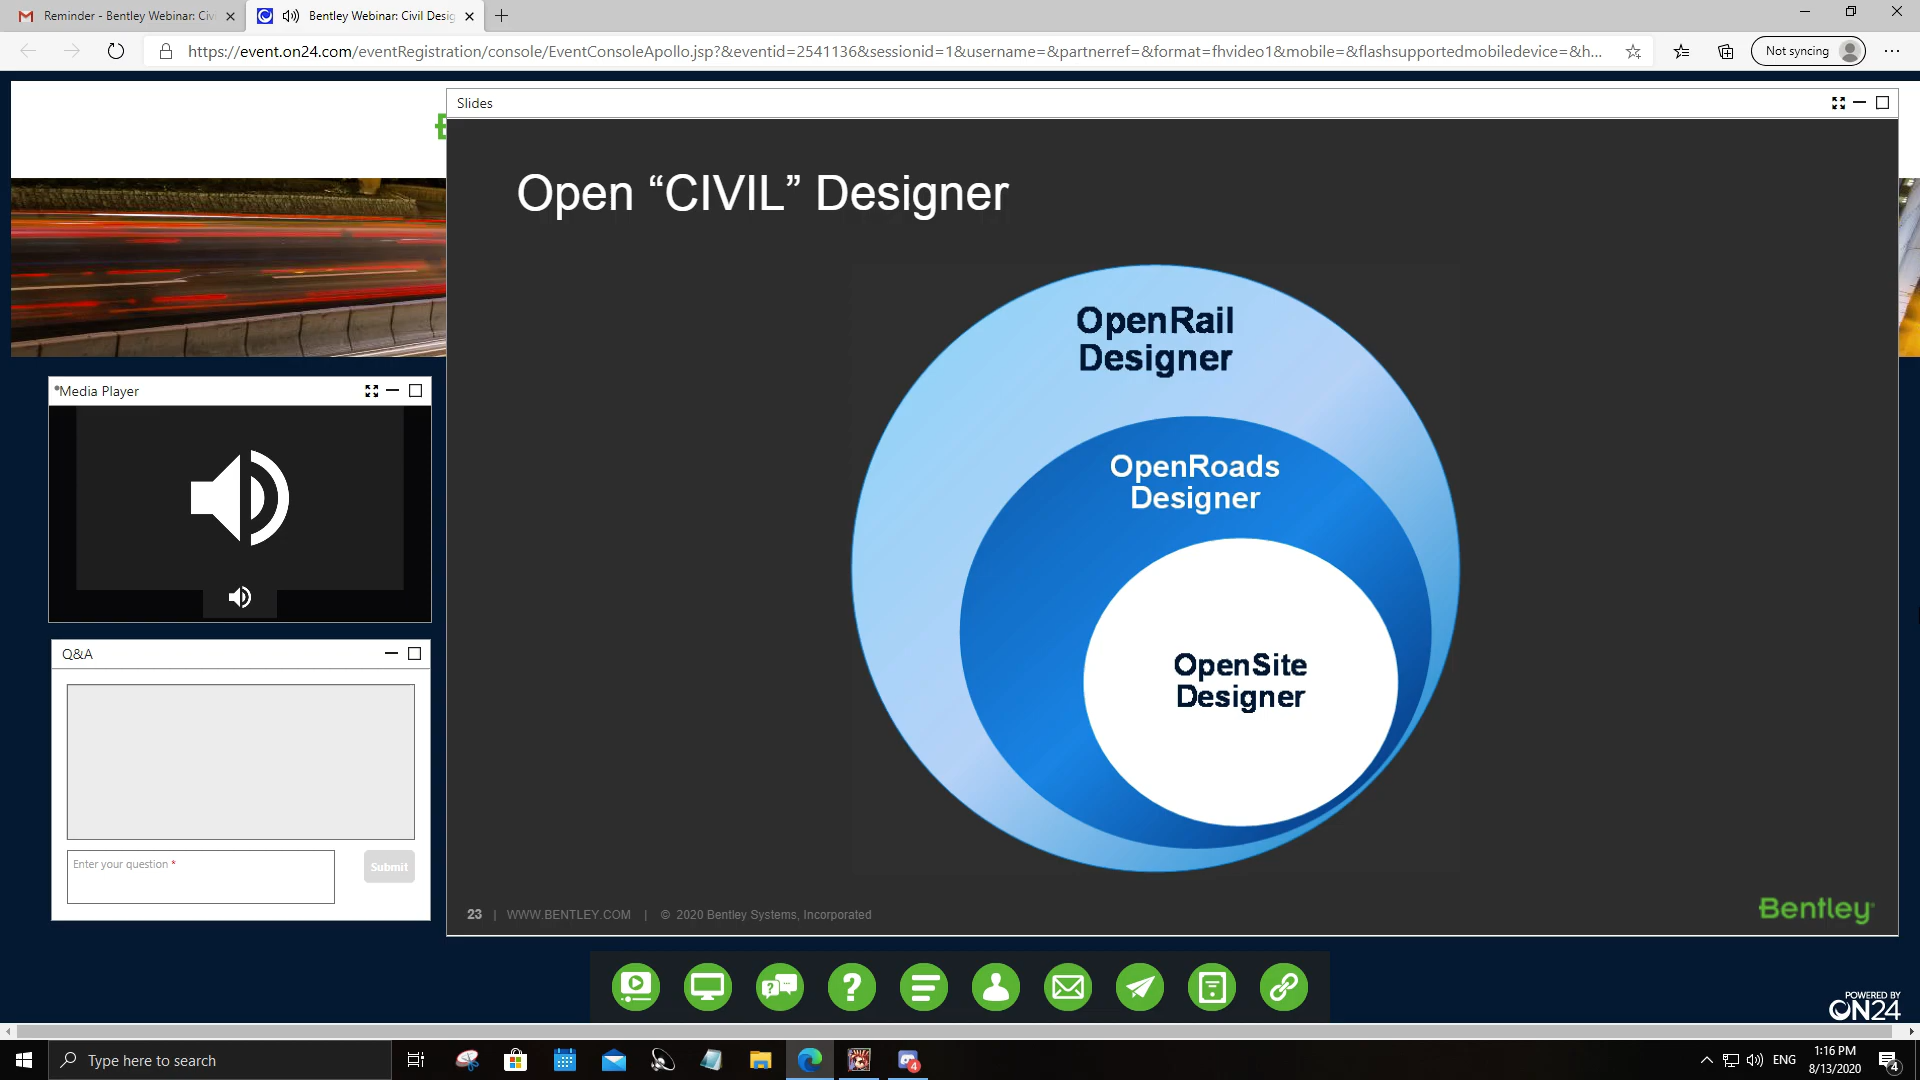 Reminder - Bentley Webinar: Civi
Bentley Webinar: Civil Desig
https://event.on24.com/eventRegistration/console/EventConsoleApollo.jsp?&eventid=2541136&sessionid=1&username=&partnerref=&format=fhvideo1&mobile=&flashsupportedmobiledevice=&h...
Not syncing
Slides
Open “CIVIL” Designer
OpenRail
Designer
OpenRoads
Designer
OpenSite
Designer
*Media Player
Q&A
Enter your question *
Submit
23 | WWW.BENTLEY.COM | © 2020 Bentley Systems, Incorporated
Bentley
POWERED BY
ON24
Type here to search
4
ENG
1:16 PM
8/13/2020
4